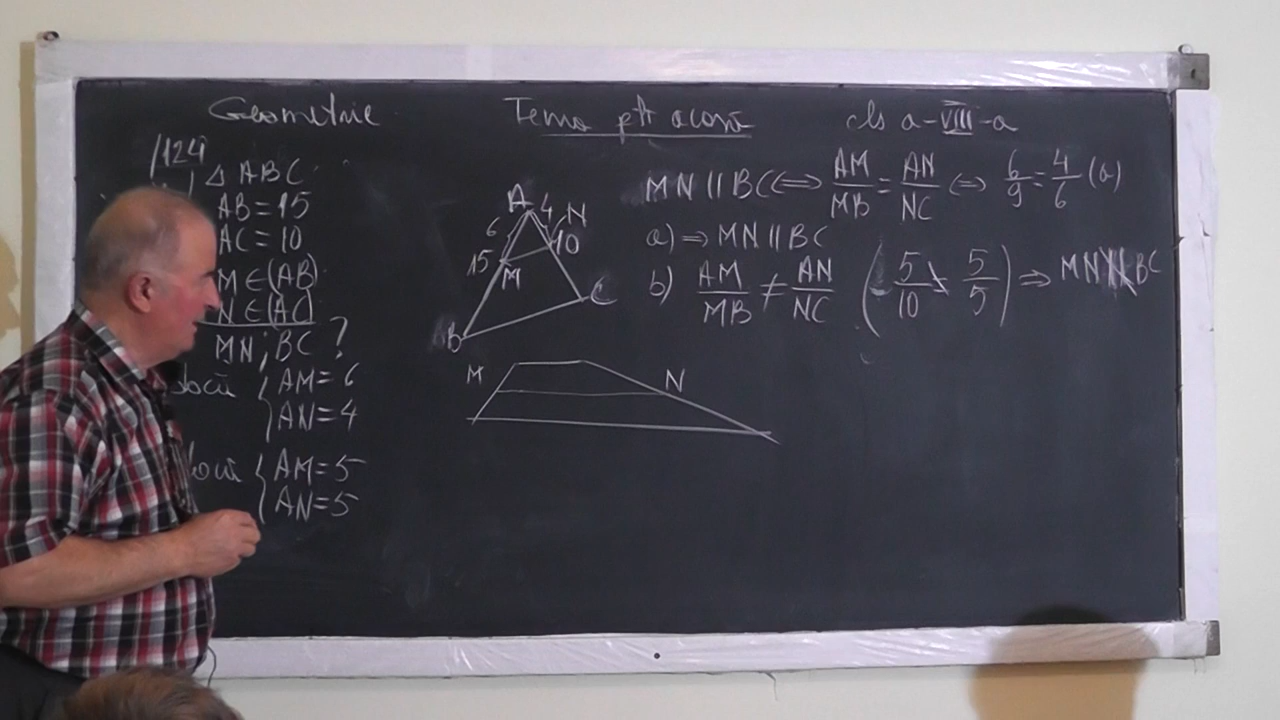 Geometrie
Tema ptr acasă
cls a-VIII-a
/124
△ABC
AB=15
AC=10
M∈(AB)
N∈(AC)
MN; BC ?
dacă { AM=6
AN=4
{ AM=5
AN=5
A
4
N
6
10
15
M
C
B
M
N
MN || BC ⇔ AM/MB = AN/NC ⇔ 6/9 = 4/6 (a)
a) ⇒ MN || BC
b) AM/MB ≠ AN/NC ( 5/10 ≠ 5/5 ) ⇒ MN ∦ BC